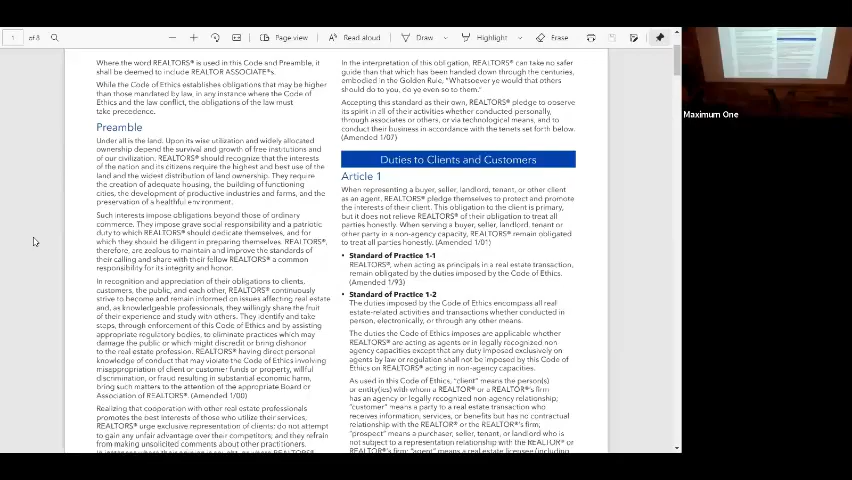 1 of 8
Page view
Read aloud
Draw
Highlight
Erase
Maximum One
Where the word REALTORS® is used in this Code and Preamble, it
shall be deemed to include REALTOR ASSOCIATE®s.
While the Code of Ethics establishes obligations that may be higher
than those mandated by law, in any instance where the Code of
Ethics and the law conflict, the obligations of the law must
take precedence.
Preamble
Under all is the land. Upon its wise utilization and widely allocated
ownership depend the survival and growth of free institutions and
of our civilization. REALTORS® should recognize that the interests
of the nation and its citizens require the highest and best use of the
land and the widest distribution of land ownership. They require
the creation of adequate housing, the building of functioning
cities, the development of productive industries and farms, and the
preservation of a healthful environment.
Such interests impose obligations beyond those of ordinary
commerce. They impose grave social responsibility and a patriotic
duty to which REALTORS® should dedicate themselves, and for
which they should be diligent in preparing themselves. REALTORS®,
therefore, are zealous to maintain and improve the standards of
their calling and share with their fellow REALTORS® a common
responsibility for its integrity and honor.
In recognition and appreciation of their obligations to clients,
customers, the public, and each other, REALTORS® continuously
strive to become and remain informed on issues affecting real estate
and, as knowledgeable professionals, they willingly share the fruit
of their experience and study with others. They identify and take
steps, through enforcement of this Code of Ethics and by assisting
appropriate regulatory bodies, to eliminate practices which may
damage the public or which might discredit or bring dishonor
to the real estate profession. REALTORS® having direct personal
knowledge of conduct that may violate the Code of Ethics involving
misappropriation of client or customer funds or property, willful
discrimination, or fraud resulting in substantial economic harm,
bring such matters to the attention of the appropriate Board or
Association of REALTORS®. (Amended 1/00)
Realizing that cooperation with other real estate professionals
promotes the best interests of those who utilize their services,
REALTORS® urge exclusive representation of clients; do not attempt
to gain any unfair advantage over their competitors; and they refrain
from making unsolicited comments about other practitioners.
In the interpretation of this obligation, REALTORS® can take no safer
guide than that which has been handed down through the centuries,
embodied in the Golden Rule, "Whatsoever ye would that others
should do to you, do ye even so to them."
Accepting this standard as their own, REALTORS® pledge to observe
its spirit in all of their activities whether conducted personally,
through associates or others, or via technological means, and to
conduct their business in accordance with the tenets set forth below.
(Amended 1/07)
Duties to Clients and Customers
Article 1
When representing a buyer, seller, landlord, tenant, or other client
as an agent, REALTORS® pledge themselves to protect and promote
the interests of their client. This obligation to the client is primary,
but it does not relieve REALTORS® of their obligation to treat all
parties honestly. When serving a buyer, seller, landlord, tenant or
other party in a non-agency capacity, REALTORS® remain obligated
to treat all parties honestly. (Amended 1/01)
• Standard of Practice 1-1
REALTORS®, when acting as principals in a real estate transaction,
remain obligated by the duties imposed by the Code of Ethics.
(Amended 1/93)
• Standard of Practice 1-2
The duties imposed by the Code of Ethics encompass all real
estate-related activities and transactions whether conducted in
person, electronically, or through any other means.
The duties the Code of Ethics imposes are applicable whether
REALTORS® are acting as agents or in legally recognized non-
agency capacities except that any duty imposed exclusively on
agents by law or regulation shall not be imposed by this Code of
Ethics on REALTORS® acting in non-agency capacities.
As used in this Code of Ethics, "client" means the person(s)
or entity(ies) with whom a REALTOR® or a REALTOR®'s firm
has an agency or legally recognized non-agency relationship;
"customer" means a party to a real estate transaction who
receives information, services, or benefits but has no contractual
relationship with the REALTOR® or the REALTOR®'s firm;
"prospect" means a purchaser, seller, tenant, or landlord who is
not subject to a representation relationship with the REALTOR® or
REALTOR®'s firm; "agent" means a real estate licensee (including